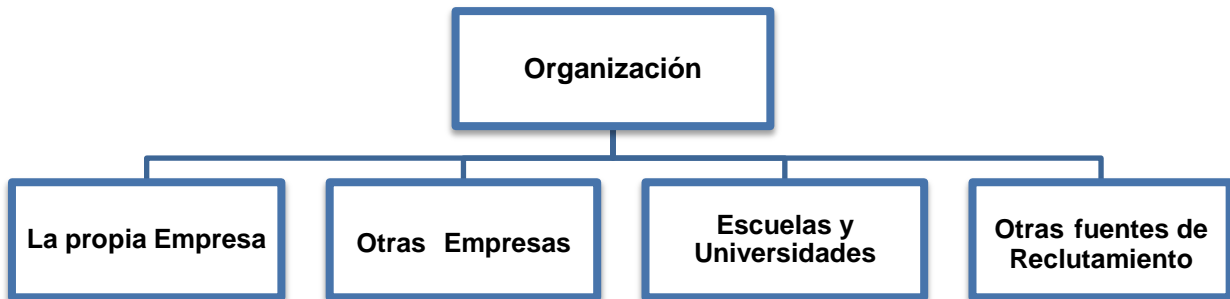 Organización
La propia Empresa
Otras Empresas
Escuelas y
Universidades
Otras fuentes de
Reclutamiento